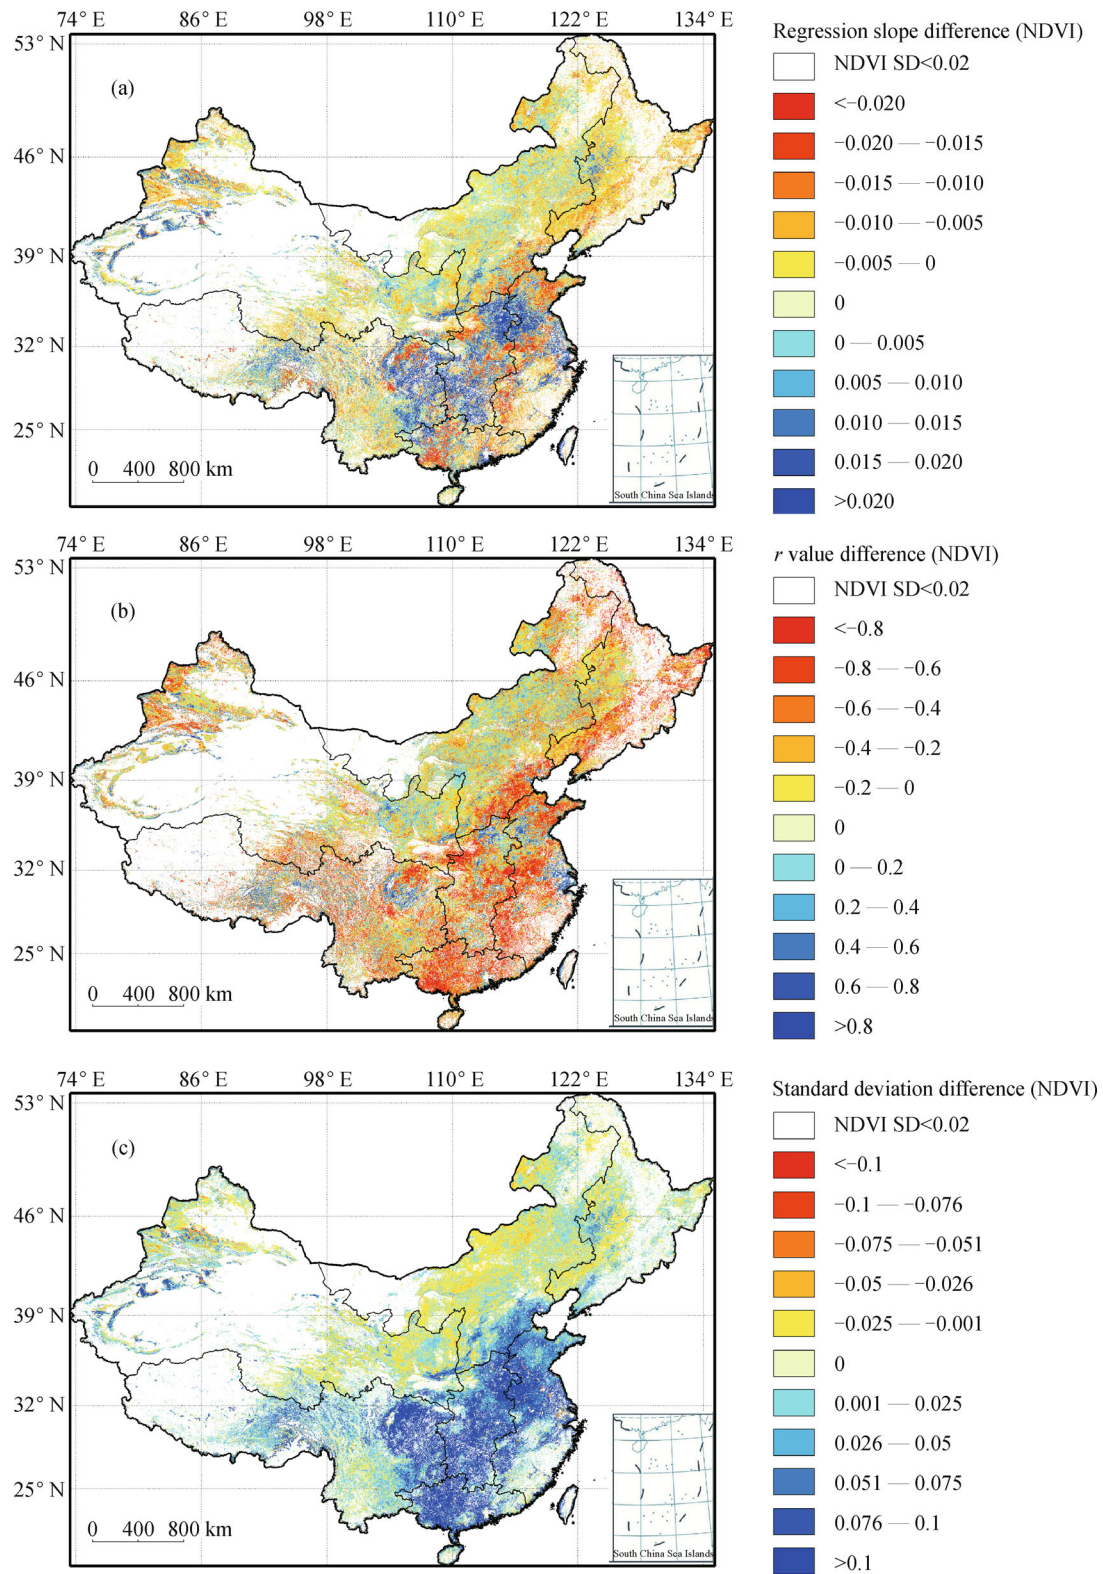 74° E 86° E 98° E 110° E 122° E 134° E
53° N
46° N
39° N
32° N
25° N
(a)
0 400 800 km
South China Sea Islands
Regression slope difference (NDVI)
NDVI SD<0.02
<−0.020
−0.020 — −0.015
−0.015 — −0.010
−0.010 — −0.005
−0.005 — 0
0
0 — 0.005
0.005 — 0.010
0.010 — 0.015
0.015 — 0.020
>0.020
74° E 86° E 98° E 110° E 122° E 134° E
53° N
46° N
39° N
32° N
25° N
(b)
0 400 800 km
South China Sea Islands
r value difference (NDVI)
NDVI SD<0.02
<−0.8
−0.8 — −0.6
−0.6 — −0.4
−0.4 — −0.2
−0.2 — 0
0
0 — 0.2
0.2 — 0.4
0.4 — 0.6
0.6 — 0.8
>0.8
74° E 86° E 98° E 110° E 122° E 134° E
53° N
46° N
39° N
32° N
25° N
(c)
0 400 800 km
South China Sea Islands
Standard deviation difference (NDVI)
NDVI SD<0.02
<−0.1
−0.1 — −0.076
−0.075 — −0.051
−0.05 — −0.026
−0.025 — −0.001
0
0.001 — 0.025
0.026 — 0.05
0.051 — 0.075
0.076 — 0.1
>0.1